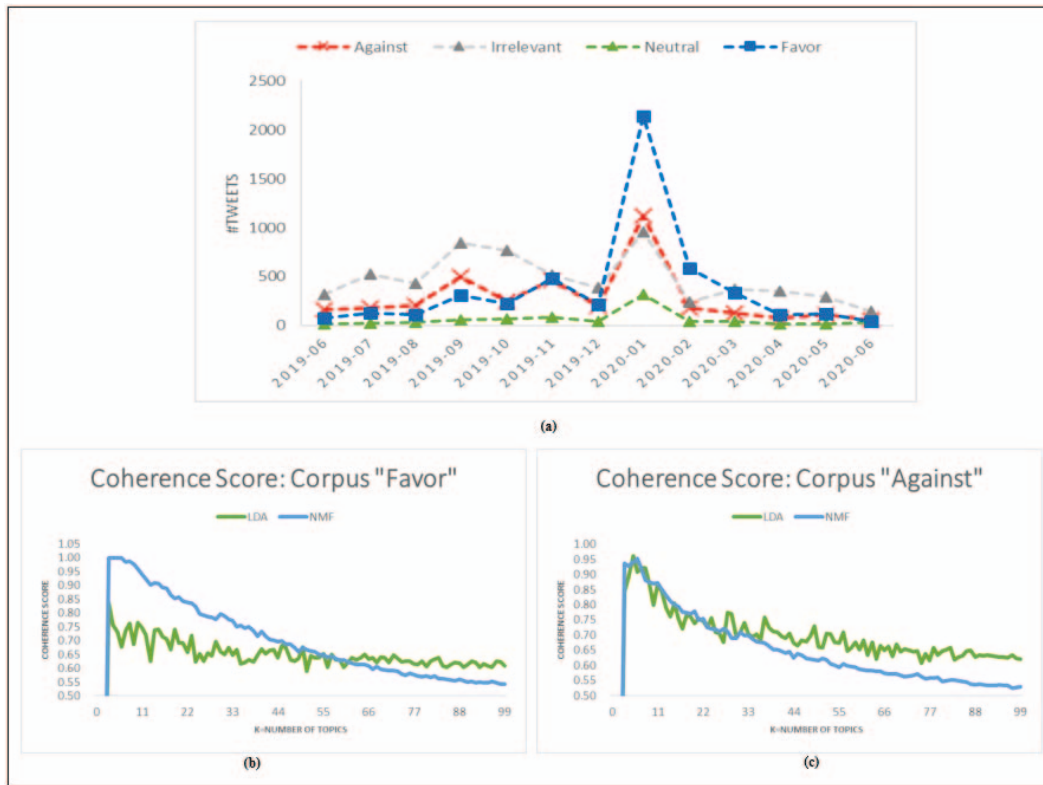 Against Irrelevant Neutral Favor
2500
2000
1500
1000
500
0
#TWEETS
2019-06 2019-07 2019-08 2019-09 2019-10 2019-11 2019-12 2020-01 2020-02 2020-03 2020-04 2020-05 2020-06
(a)
Coherence Score: Corpus "Favor"
LDA NMF
1.05
1.00
0.95
0.90
0.85
0.80
0.75
0.70
0.65
0.60
0.55
0.50
COHERENCE SCORE
0 11 22 33 44 55 66 77 88 99
K=NUMBER OF TOPICS
(b)
Coherence Score: Corpus "Against"
LDA NMF
1.00
0.95
0.90
0.85
0.80
0.75
0.70
0.65
0.60
0.55
0.50
COHERENCE SCORE
0 11 22 33 44 55 66 77 88 99
K=NUMBER OF TOPICS
(c)